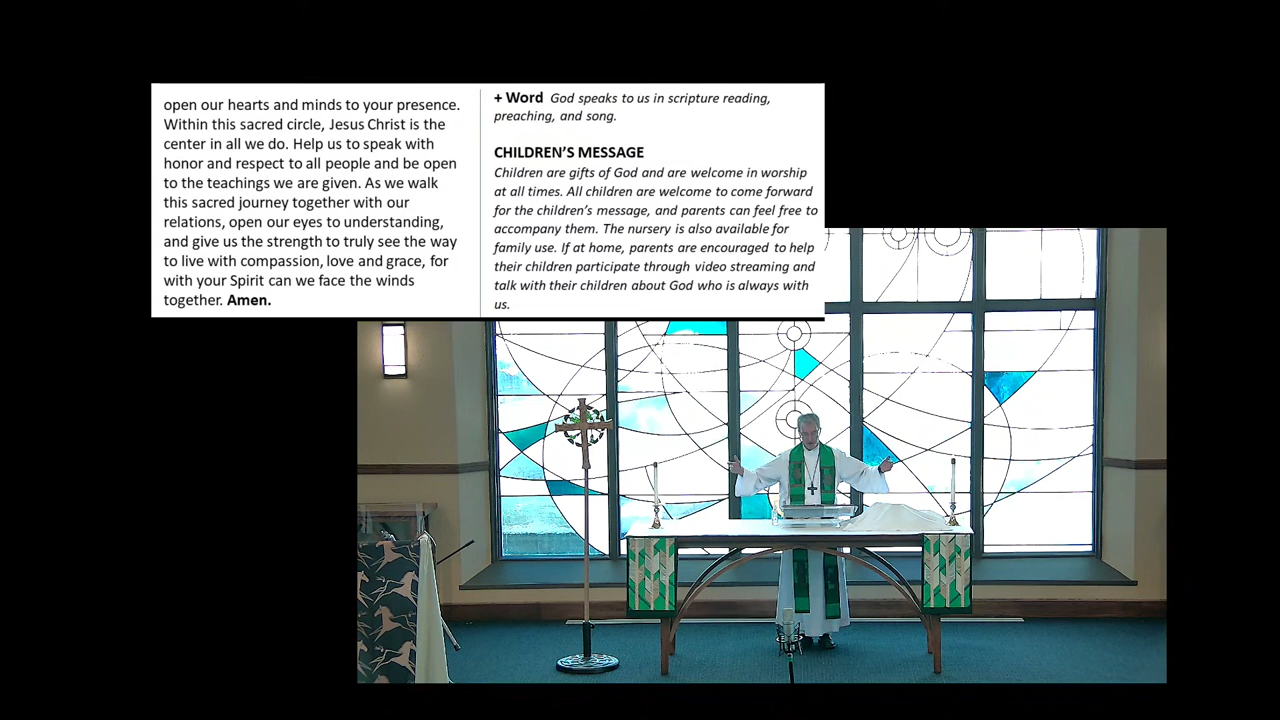 open our hearts and minds to your presence.
Within this sacred circle, Jesus Christ is the
center in all we do. Help us to speak with
honor and respect to all people and be open
to the teachings we are given. As we walk
this sacred journey together with our
relations, open our eyes to understanding,
and give us the strength to truly see the way
to live with compassion, love and grace, for
with your Spirit can we face the winds
together. Amen.
+ Word God speaks to us in scripture reading,
preaching, and song.
CHILDREN’S MESSAGE
Children are gifts of God and are welcome in worship
at all times. All children are welcome to come forward
for the children’s message, and parents can feel free to
accompany them. The nursery is also available for
family use. If at home, parents are encouraged to help
their children participate through video streaming and
talk with their children about God who is always with
us.